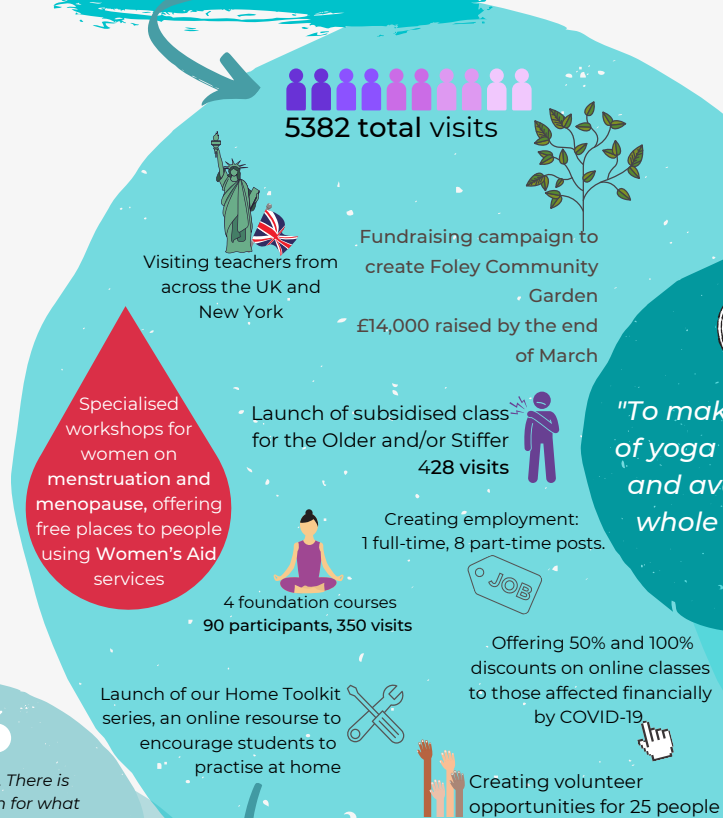 5382 total visits
Visiting teachers from
across the UK and
New York
Fundraising campaign to
create Foley Community
Garden
£14,000 raised by the end
of March
Specialised
workshops for
women on
menstruation and
menopause, offering
free places to people
using Women's Aid
services
Launch of subsidised class
for the Older and/or Stiffer
428 visits
"To mak
of yoga
and av
whole
Creating employment:
1 full-time, 8 part-time posts.
JOB
4 foundation courses
90 participants, 350 visits
Offering 50% and 100%
discounts on online classes
to those affected financially
by COVID-19
Launch of our Home Toolkit
series, an online resourse to
encourage students to
practise at home
. There is
n for what
Creating volunteer
opportunities for 25 people